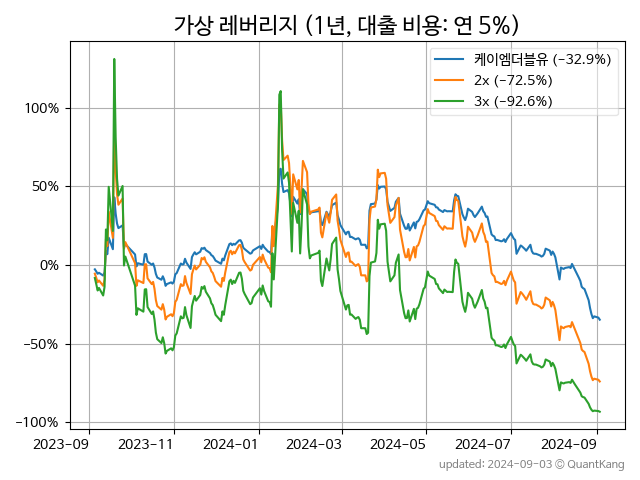 가상 레버리지 (1년, 대출 비용: 연 5%)
케이엠더블유 (−32.9%)
2x (−72.5%)
3x (−92.6%)
100%
50%
0%
−50%
−100%
2023-09 2023-11 2024-01 2024-03 2024-05 2024-07 2024-09
updated: 2024-09-03 © QuantKang